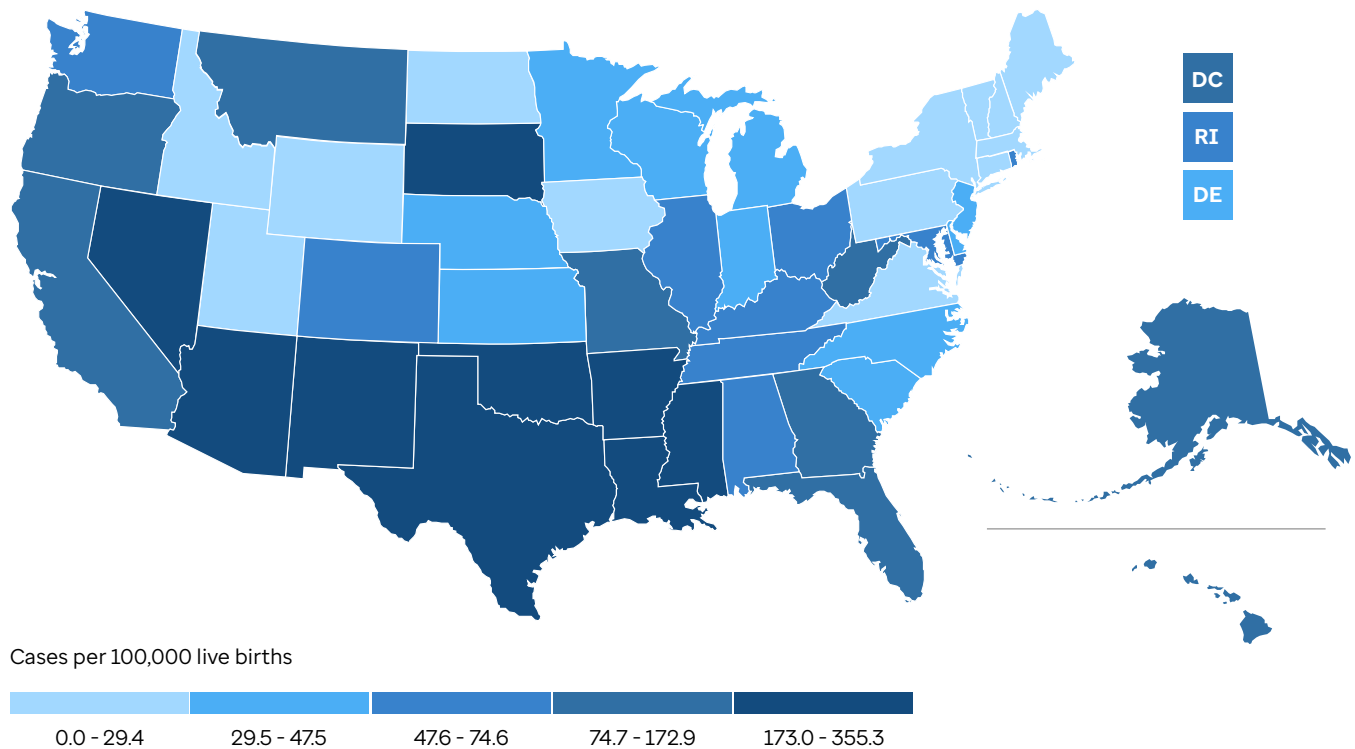 DC
RI
DE
Cases per 100,000 live births
0.0 - 29.4
29.5 - 47.5
47.6 - 74.6
74.7 - 172.9
173.0 - 355.3